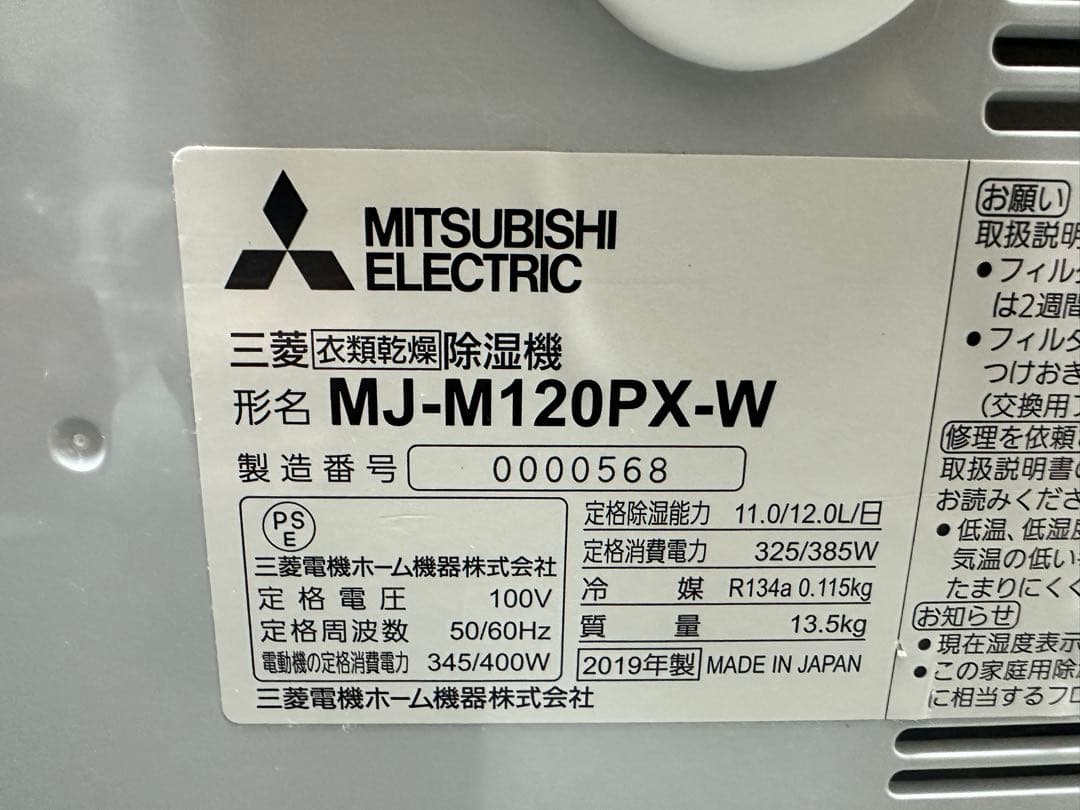 MITSUBISHI
ELECTRIC
三菱 衣類乾燥 除湿機
形名 MJ-M120PX-W
製造番号 0000568
PS
E
三菱電機ホーム機器株式会社
定格電圧 100V
定格周波数 50/60Hz
電動機の定格消費電力 345/400W
定格除湿能力 11.0/12.0L/日
定格消費電力 325/385W
冷媒 R134a 0.115kg
質量 13.5kg
2019年製 MADE IN JAPAN
三菱電機ホーム機器株式会社
お願い
取扱説明
●フィルタ
は2週間
●フィルタ
つけおき
(交換用フ
修理を依頼
取扱説明書の
お読みくださ
●低温、低湿度
気温の低い
たまりにくく
お知らせ
●現在湿度表示
●この家庭用除
に相当するフロ